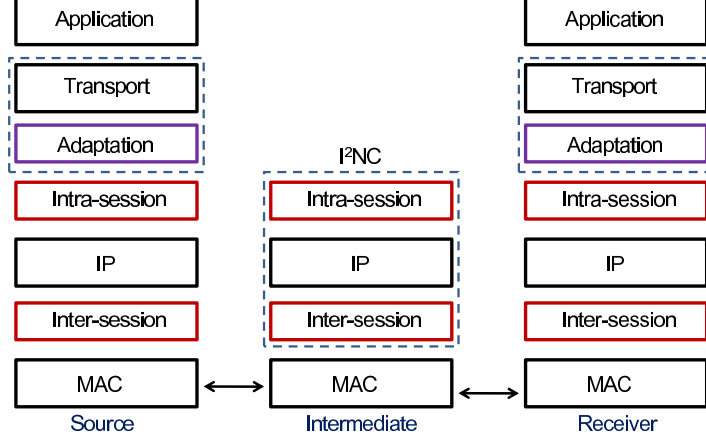 Application
Application
Transport
Transport
Adaptation
Adaptation
I²NC
Intra-session
Intra-session
Intra-session
IP
IP
IP
Inter-session
Inter-session
Inter-session
MAC
MAC
MAC
Source
Intermediate
Receiver